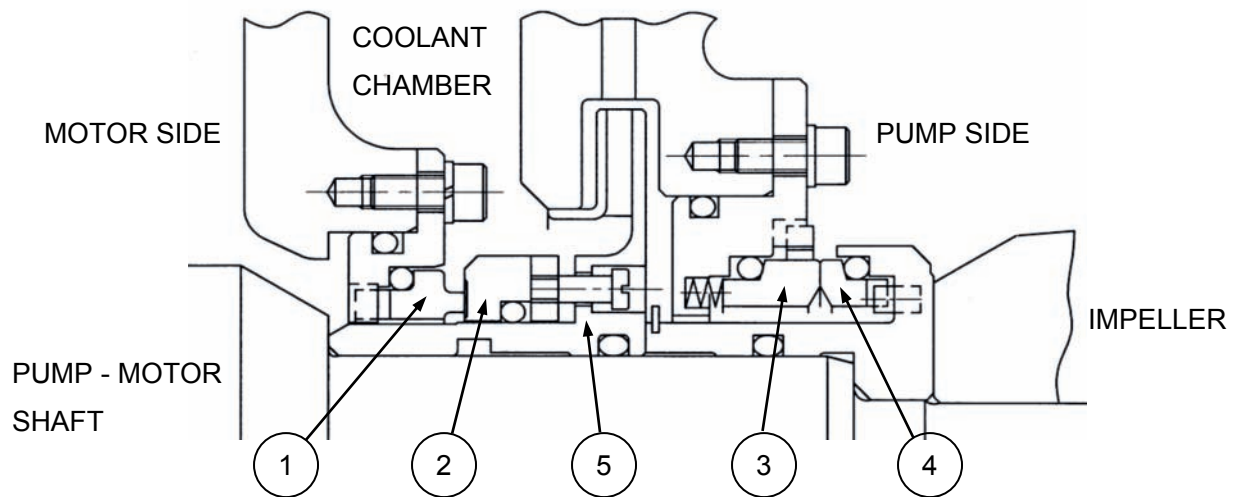 COOLANT
CHAMBER
MOTOR SIDE
PUMP SIDE
IMPELLER
PUMP - MOTOR
SHAFT
1
2
5
3
4